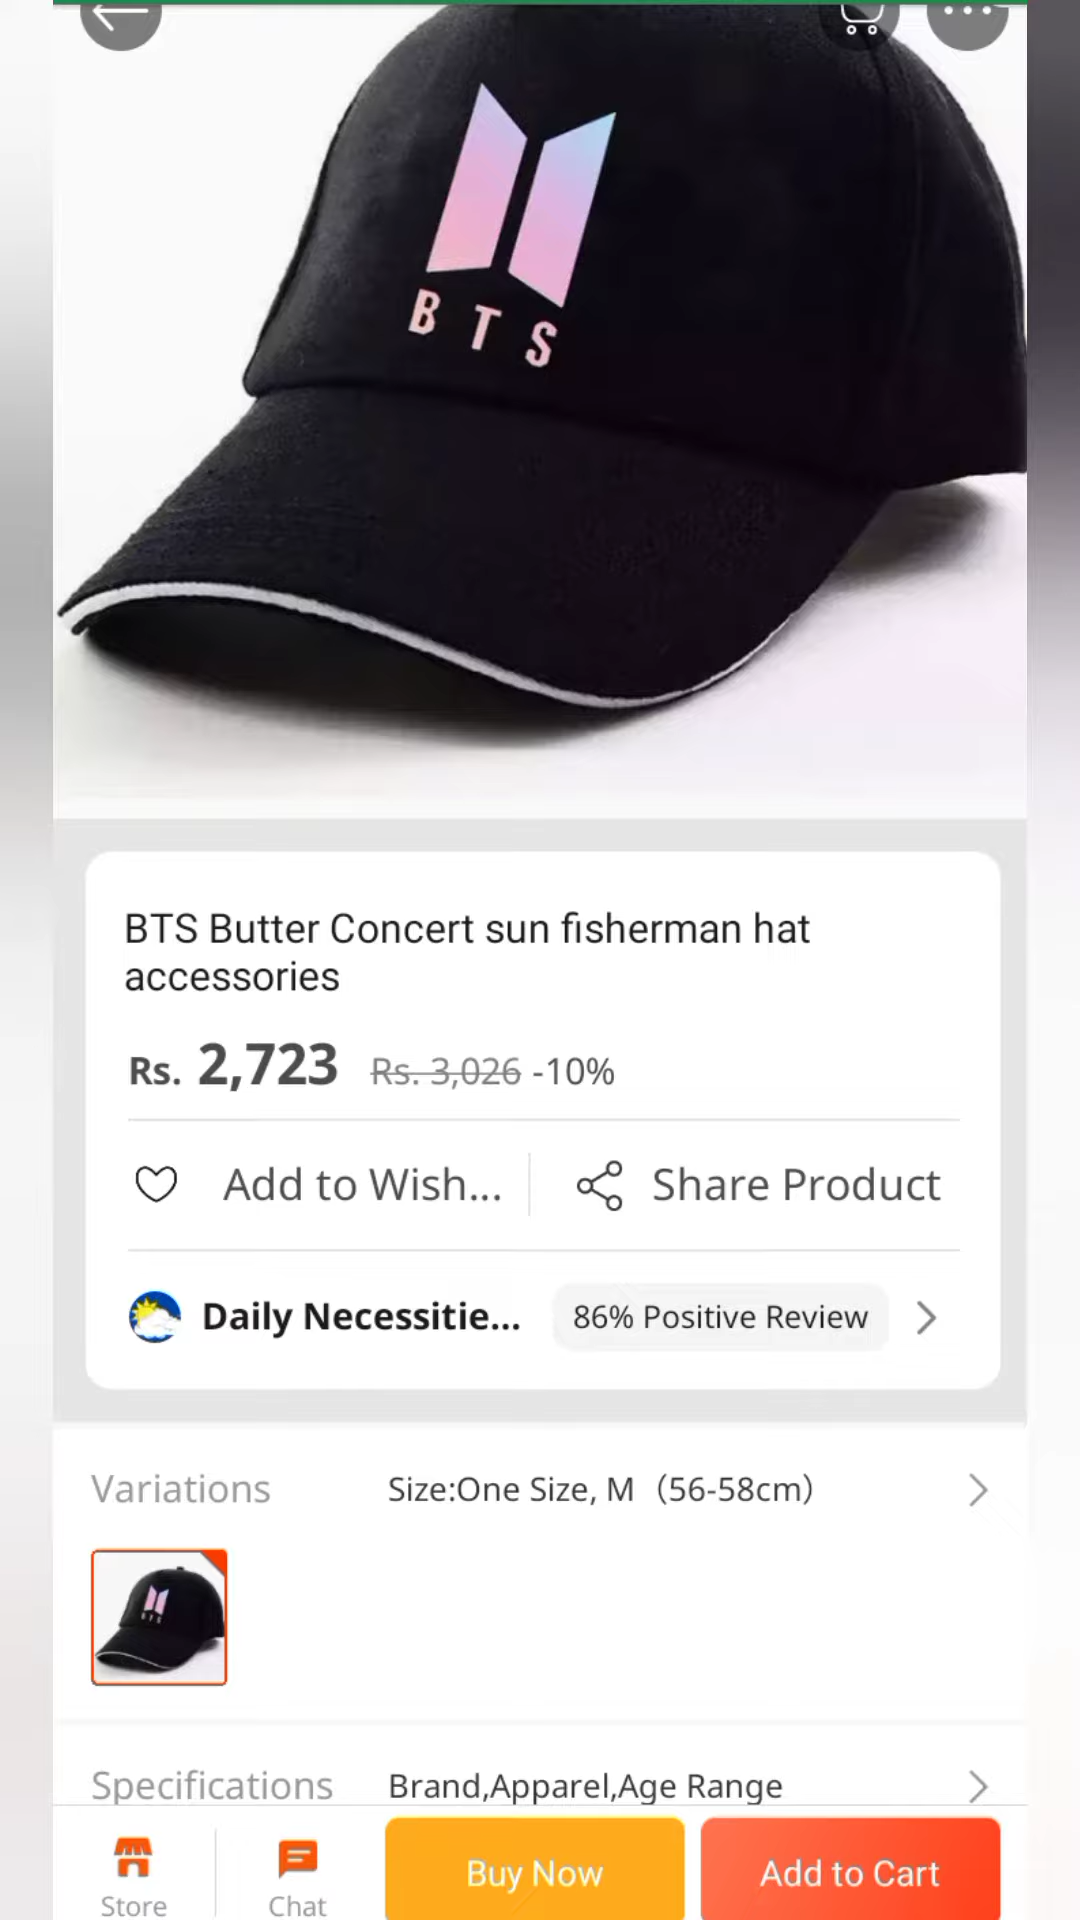 BTS
BTS Butter Concert sun fisherman hat
accessories
Rs. 2,723 Rs. 3,026 -10%
Add to Wish... Share Product
Daily Necessitie... 86% Positive Review
Variations Size:One Size, M（56-58cm）
BTS
Specifications Brand,Apparel,Age Range
Store Chat Buy Now Add to Cart